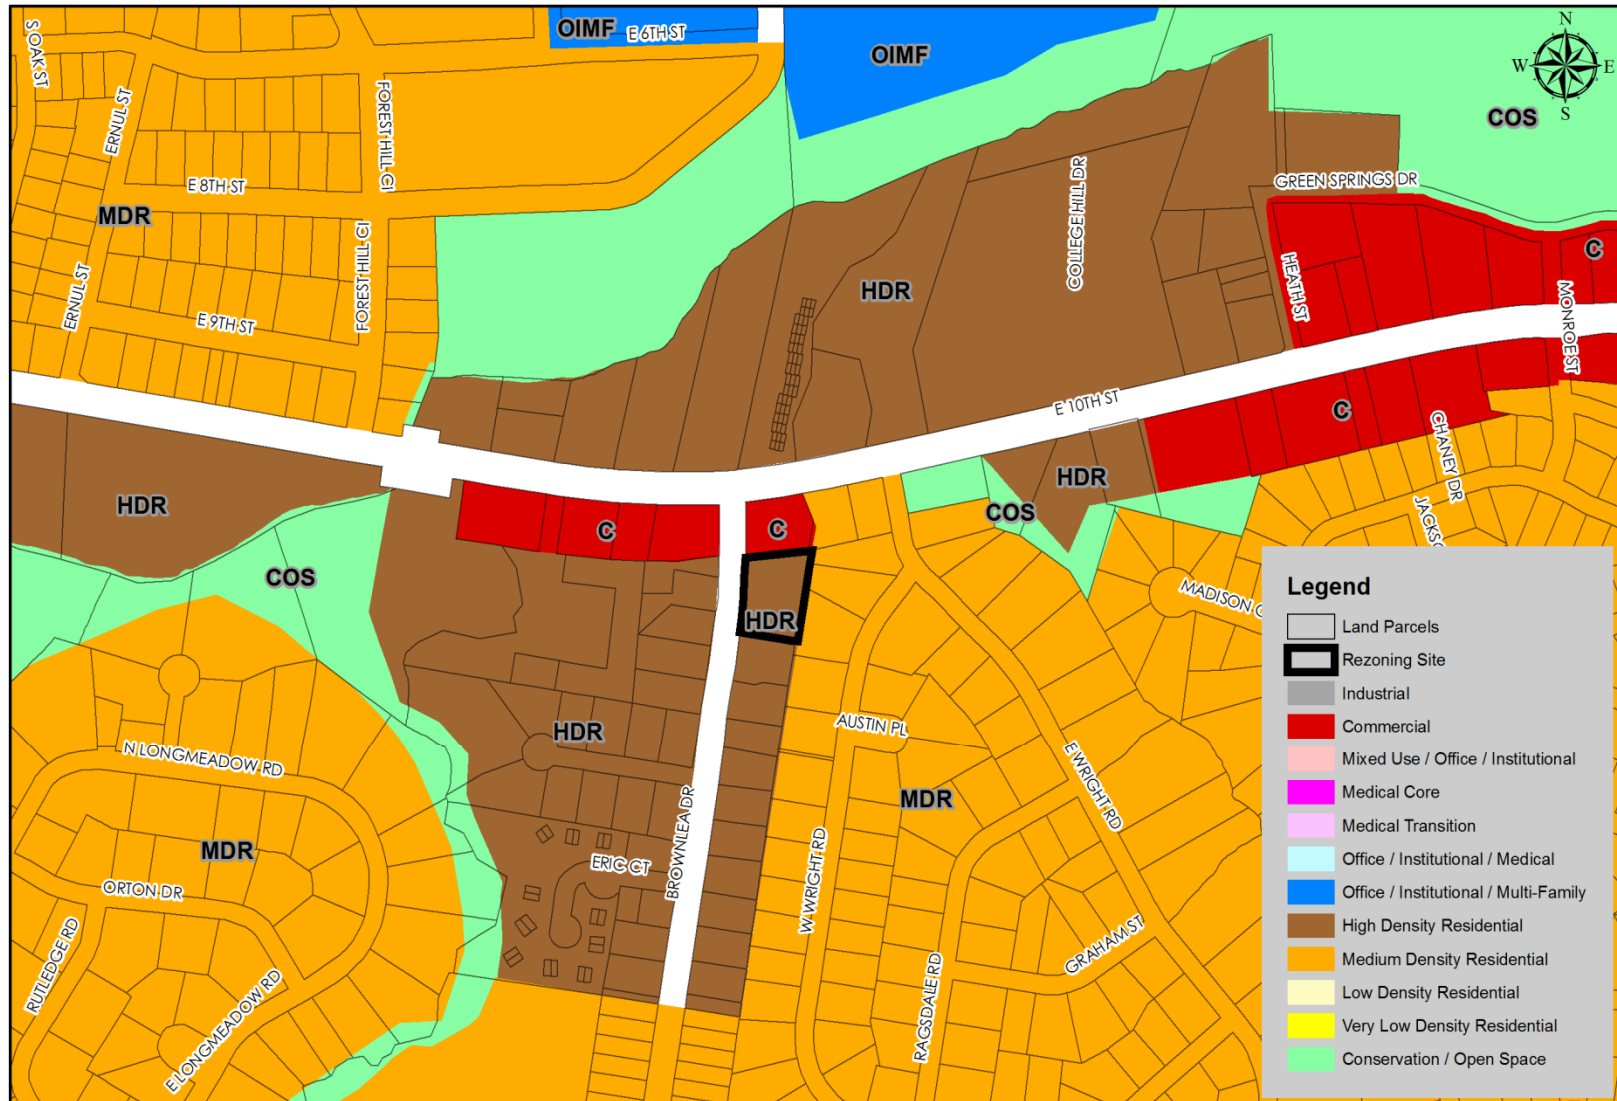 OIMF
E 6TH ST
OIMF
N
W
E
S
S OAK ST
ERNUL ST
FOREST HILL CI
COS
E 8TH ST
COLLEGE HILL DR
GREEN SPRINGS DR
MDR
FOREST HILL CI
C
HEATH ST
HDR
MONROE ST
ERNUL ST
E 9TH ST
E 10TH ST
C
CHANEY DR
HDR
HDR
COS
C
C
COS
MADISON C
HDR
N LONGMEADOW RD
HDR
AUSTIN PL
E WRIGHT RD
MDR
MDR
BROWNLEA DR
ERIC CT
W WRIGHT RD
ORTON DR
RUTLEDGE RD
E LONGMEADOW RD
RAGSDALE RD
GRAHAM ST
JACKSO
Legend
Land Parcels
Rezoning Site
Industrial
Commercial
Mixed Use / Office / Institutional
Medical Core
Medical Transition
Office / Institutional / Medical
Office / Institutional / Multi-Family
High Density Residential
Medium Density Residential
Low Density Residential
Very Low Density Residential
Conservation / Open Space